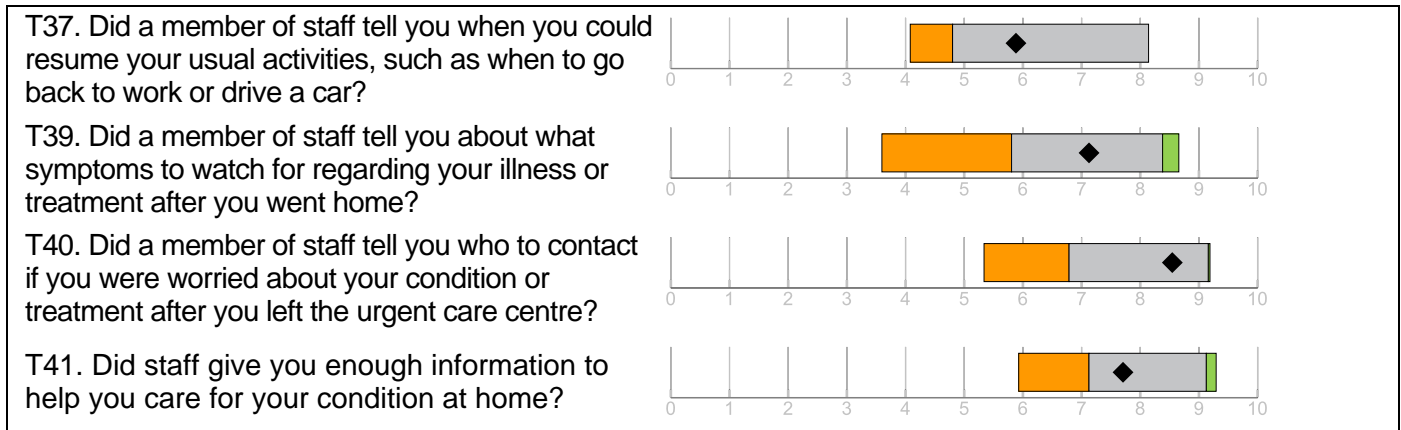 T37. Did a member of staff tell you when you could
resume your usual activities, such as when to go
back to work or drive a car?
0 1 2 3 4 5 6 7 8 9 10
T39. Did a member of staff tell you about what
symptoms to watch for regarding your illness or
treatment after you went home?
0 1 2 3 4 5 6 7 8 9 10
T40. Did a member of staff tell you who to contact
if you were worried about your condition or
treatment after you left the urgent care centre?
0 1 2 3 4 5 6 7 8 9 10
T41. Did staff give you enough information to
help you care for your condition at home?
0 1 2 3 4 5 6 7 8 9 10